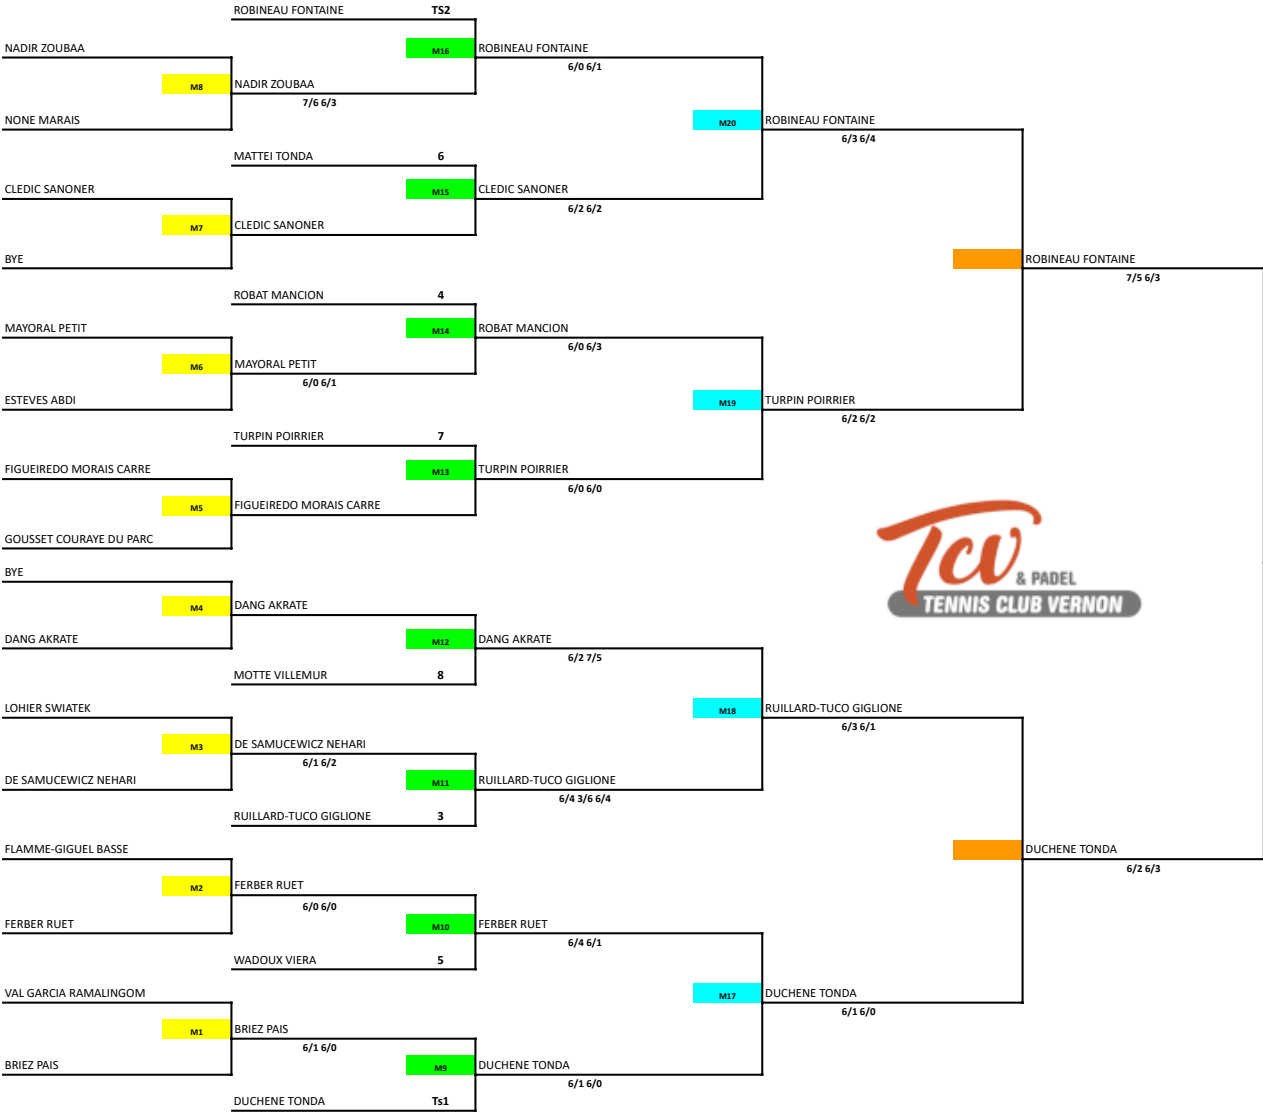 ROBINEAU FONTAINE TS2
NADIR ZOUBAA
M16 ROBINEAU FONTAINE
6/0 6/1
M8 NADIR ZOUBAA
7/6 6/3
NONE MARAIS
M20 ROBINEAU FONTAINE
6/3 6/4
MATTEI TONDA 6
CLEDIC SANONER
M15 CLEDIC SANONER
6/2 6/2
M7 CLEDIC SANONER
BYE
ROBINEAU FONTAINE
7/5 6/3
ROBAT MANCION 4
MAYORAL PETIT
M14 ROBAT MANCION
6/0 6/3
M6 MAYORAL PETIT
6/0 6/1
ESTEVES ABDI
M19 TURPIN POIRRIER
6/2 6/2
TURPIN POIRRIER 7
FIGUEIREDO MORAIS CARRE
M13 TURPIN POIRRIER
6/0 6/0
M5 FIGUEIREDO MORAIS CARRE
GOUSSET COURAYE DU PARC
Tcv
& PADEL
TENNIS CLUB VERNON
BYE
M4 DANG AKRATE
DANG AKRATE
M12 DANG AKRATE
6/2 7/5
MOTTE VILLEMUR 8
LOHIER SWIATEK
M18 RUILLARD-TUCO GIGLIONE
6/3 6/1
M3 DE SAMUCEWICZ NEHARI
6/1 6/2
DE SAMUCEWICZ NEHARI
M11 RUILLARD-TUCO GIGLIONE
6/4 3/6 6/4
RUILLARD-TUCO GIGLIONE 3
FLAMME-GIGUEL BASSE
DUCHENE TONDA
6/2 6/3
M2 FERBER RUET
6/0 6/0
FERBER RUET
M10 FERBER RUET
6/4 6/1
WADOUX VIERA 5
VAL GARCIA RAMALINGOM
M17 DUCHENE TONDA
6/1 6/0
M1 BRIEZ PAIS
6/1 6/0
BRIEZ PAIS
M9 DUCHENE TONDA
6/1 6/0
DUCHENE TONDA Ts1